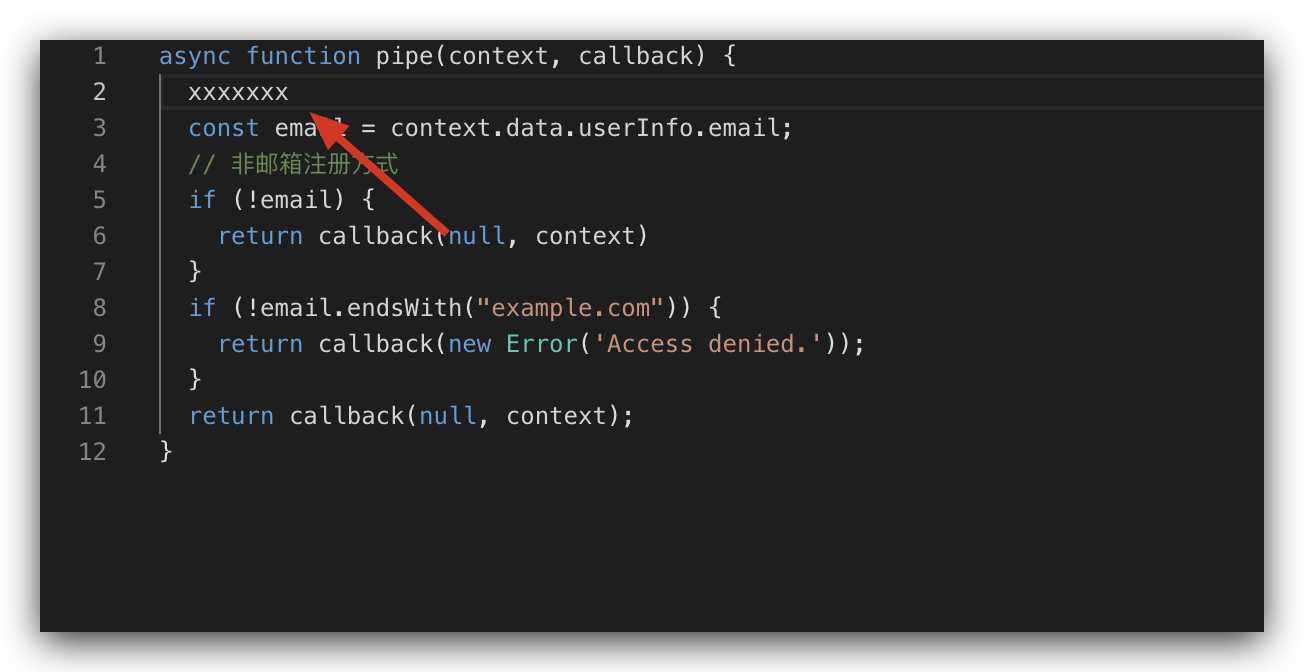 1 async function pipe(context, callback) {
2 xxxxxxx
3 const email = context.data.userInfo.email;
4 // 非邮箱注册方式
5 if (!email) {
6 return callback(null, context)
7 }
8 if (!email.endsWith("example.com")) {
9 return callback(new Error('Access denied.'));
10 }
11 return callback(null, context);
12 }